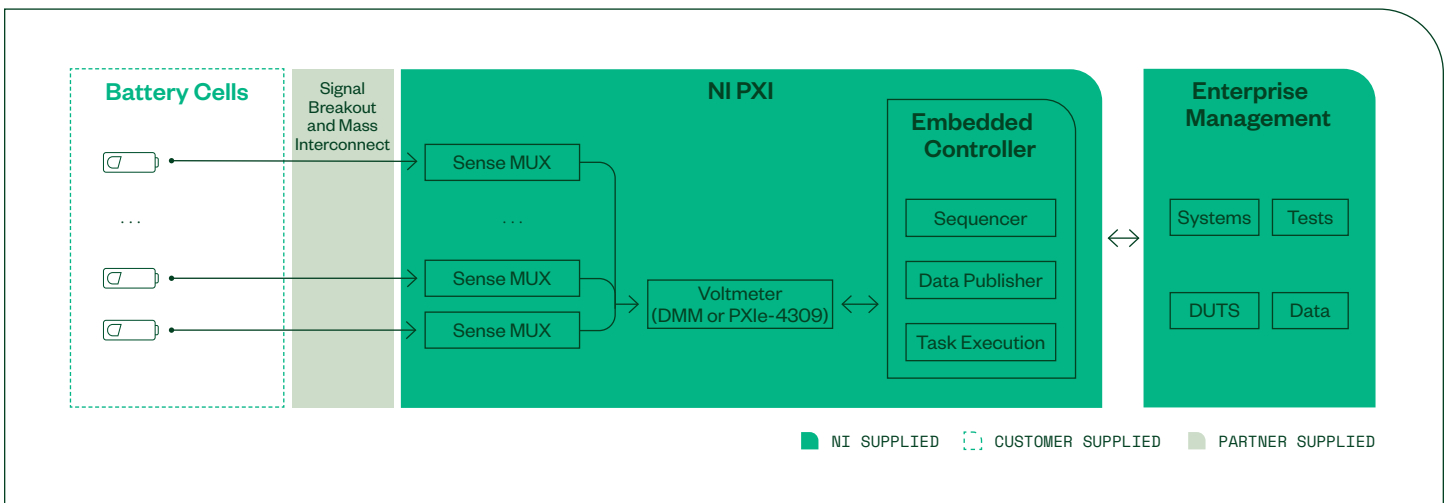 Battery Cells
Signal
Breakout
and Mass
Interconnect
NI PXI
Embedded
Controller
Enterprise
Management
Sense MUX
...
...
Sense MUX
Sense MUX
Voltmeter
(DMM or PXIe-4309)
Sequencer
Data Publisher
Task Execution
Systems
Tests
DUTS
Data
NI SUPPLIED
CUSTOMER SUPPLIED
PARTNER SUPPLIED